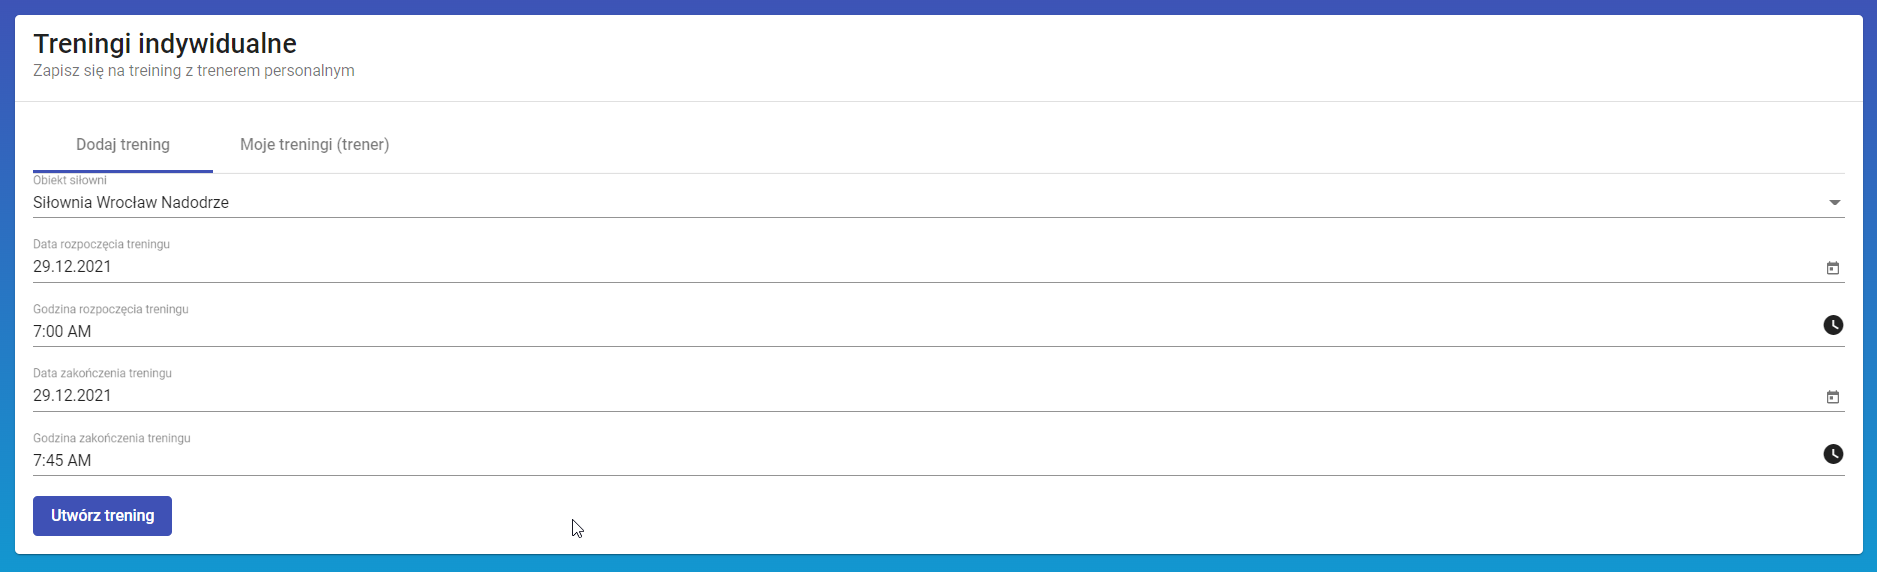 Treningi indywidualne
Zapisz się na treining z trenerem personalnym
Dodaj trening
Moje treningi (trener)
Obiekt siłowni
Siłownia Wrocław Nadodrze
Data rozpoczęcia treningu
29.12.2021
Godzina rozpoczęcia treningu
7:00 AM
Data zakończenia treningu
29.12.2021
Godzina zakończenia treningu
7:45 AM
Utwórz trening